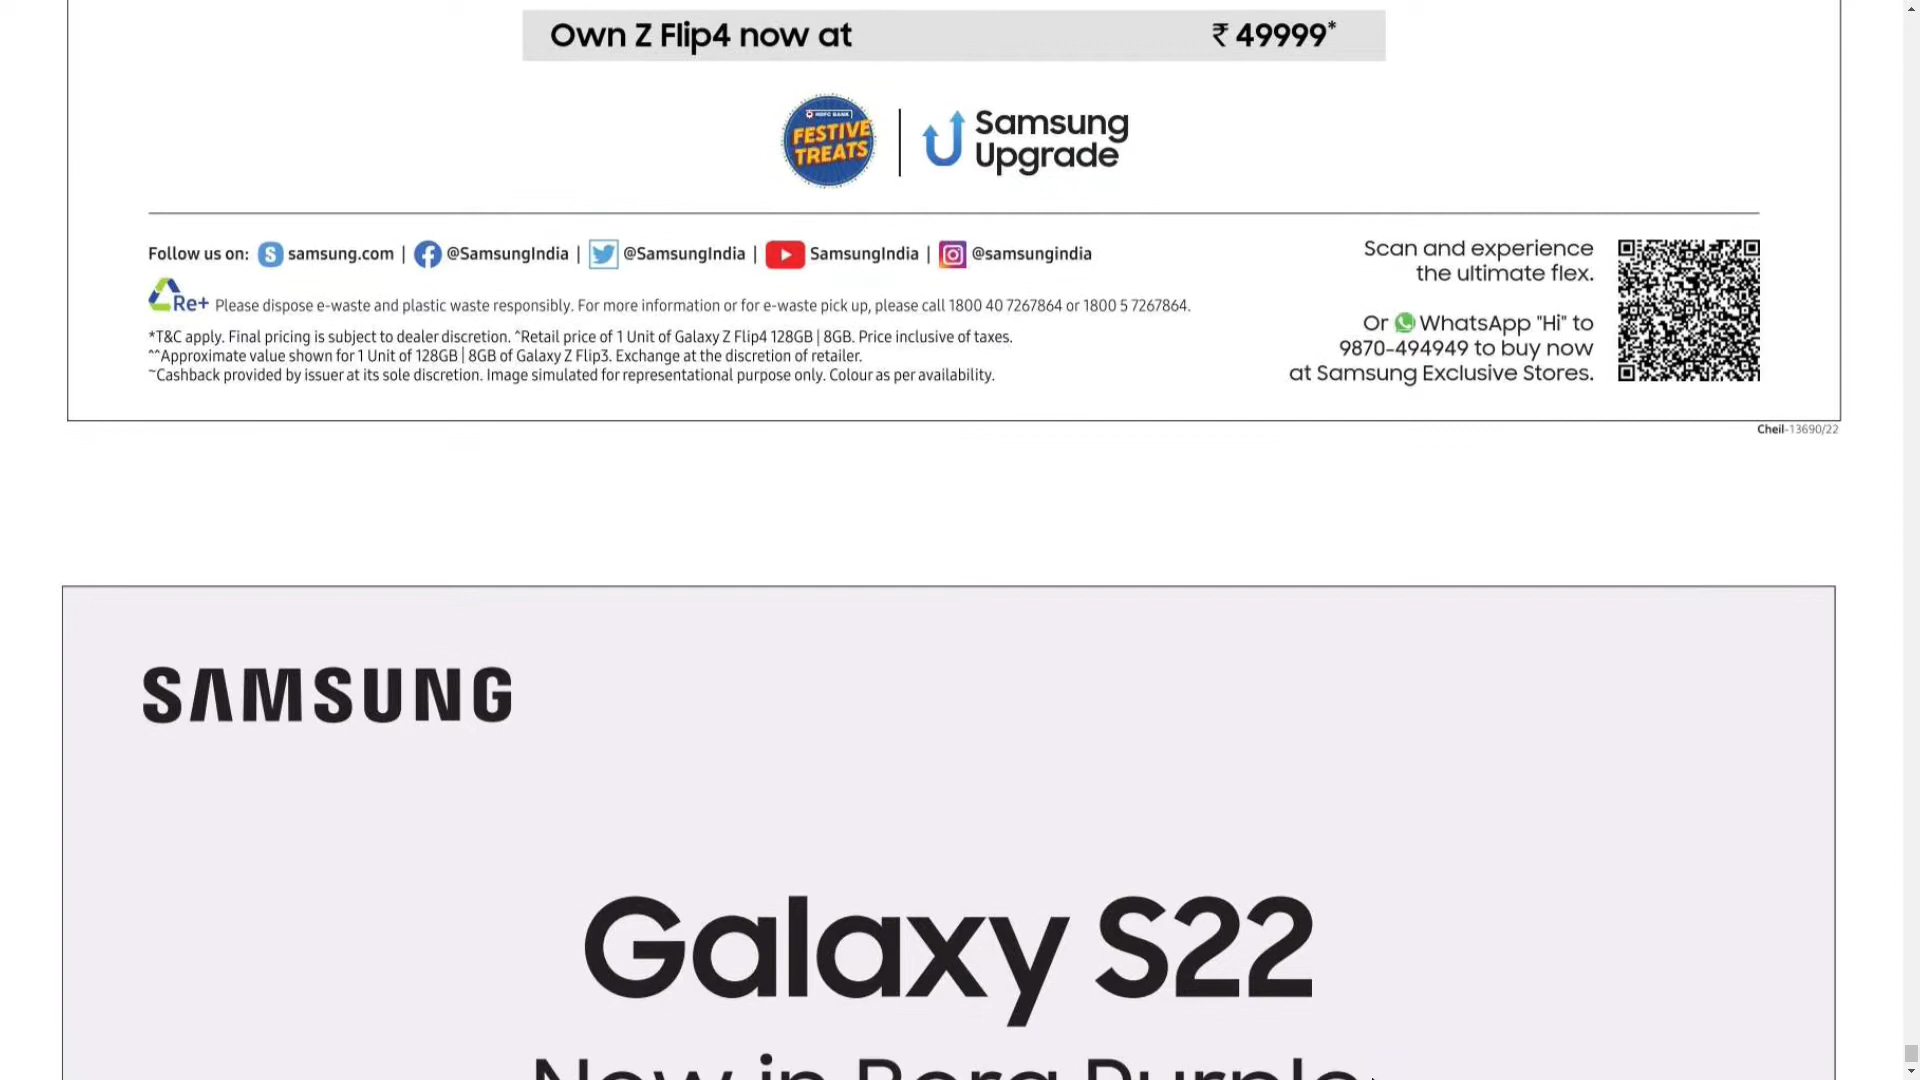 Own Z Flip4 now at ₹ 49999*
HDFC BANK
FESTIVE
TREATS
Samsung
Upgrade
Follow us on: samsung.com | @SamsungIndia | @SamsungIndia | SamsungIndia | @samsungindia
Re+ Please dispose e-waste and plastic waste responsibly. For more information or for e-waste pick up, please call 1800 40 7267864 or 1800 5 7267864.
*T&C apply. Final pricing is subject to dealer discretion. ^Retail price of 1 Unit of Galaxy Z Flip4 128GB | 8GB. Price inclusive of taxes.
^^Approximate value shown for 1 Unit of 128GB | 8GB of Galaxy Z Flip3. Exchange at the discretion of retailer.
~Cashback provided by issuer at its sole discretion. Image simulated for representational purpose only. Colour as per availability.
Scan and experience
the ultimate flex.
Or WhatsApp "Hi" to
9870-494949 to buy now
at Samsung Exclusive Stores.
Cheil-13690/22
SAMSUNG
Galaxy S22
Now in Bora Purple